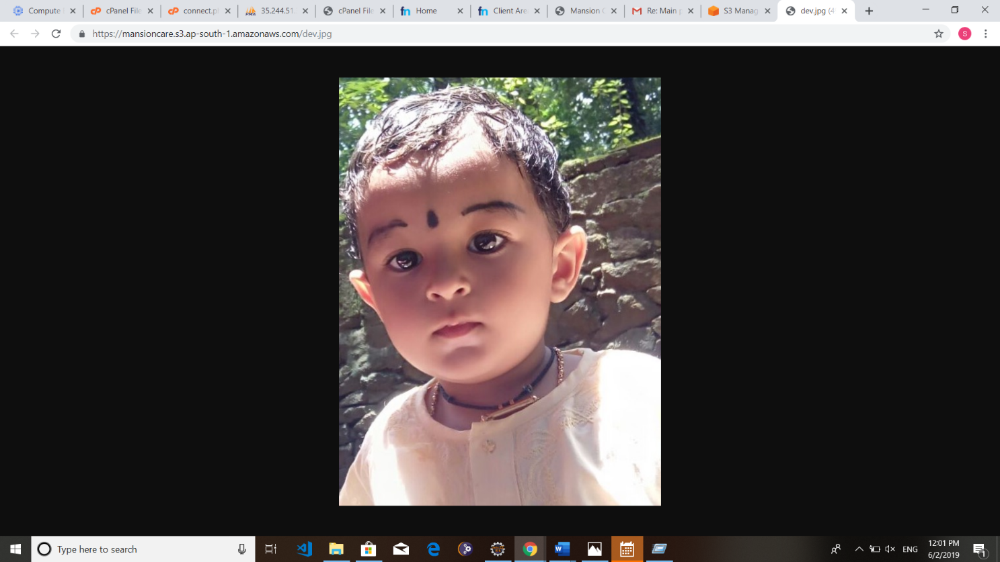 Compute
cPanel File
connect.p
35.244.51.
cPanel File
Home
Client Are
Mansion
Re: Main
S3 Manag
dev.jpg (4
https://mansioncare.s3.ap-south-1.amazonaws.com/dev.jpg
S
Type here to search
ENG
12:01 PM
6/2/2019
1